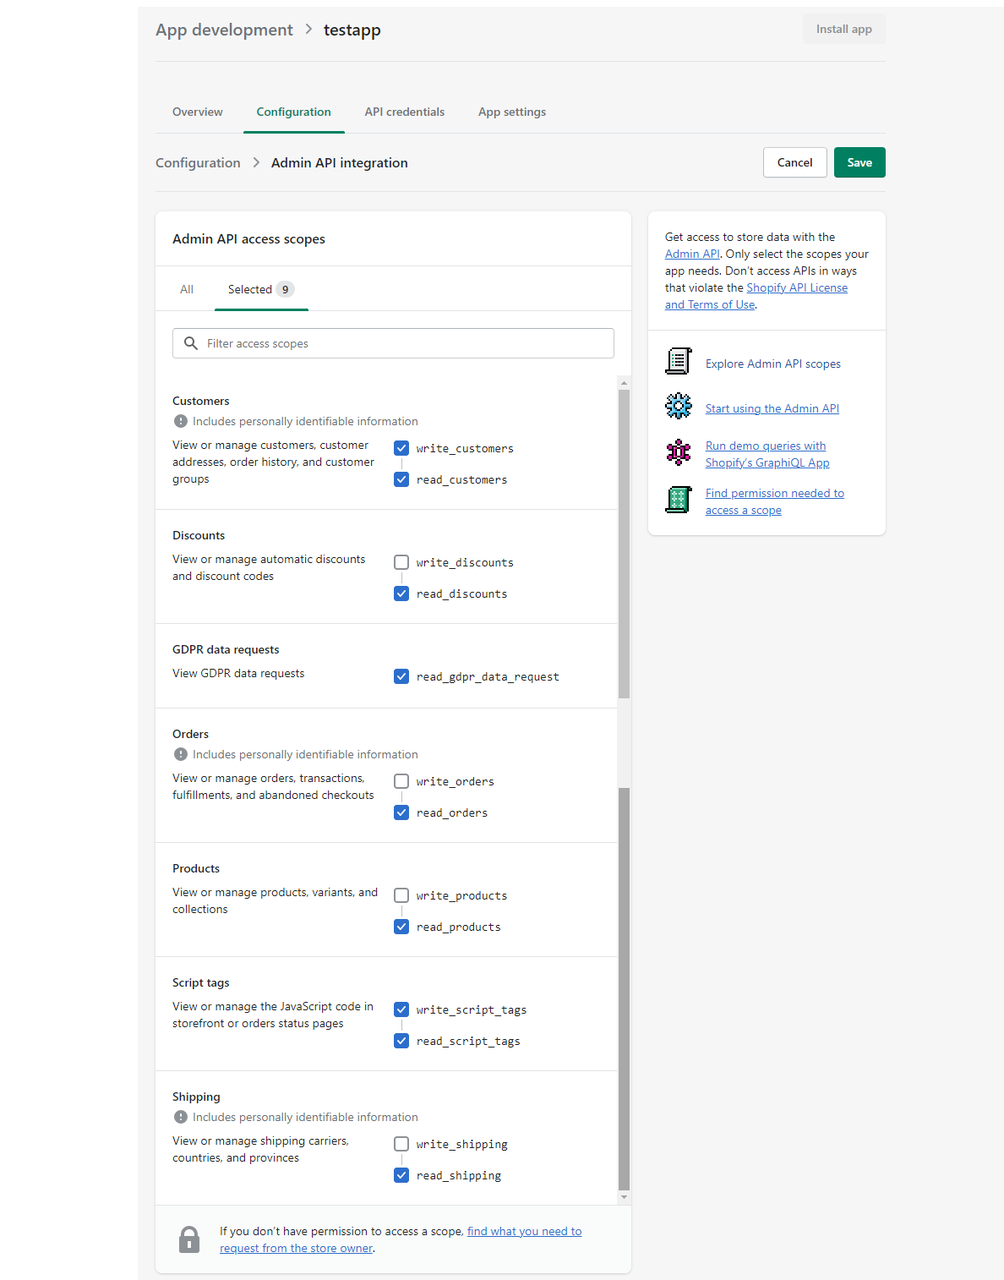 App development > testapp
Install app
Overview
Configuration
API credentials
App settings
Configuration > Admin API integration
Cancel
Save
Admin API access scopes
All
Selected 9
Filter access scopes
Customers
Includes personally identifiable information
View or manage customers, customer
addresses, order history, and customer
groups
write_customers
read_customers
Discounts
View or manage automatic discounts
and discount codes
write_discounts
read_discounts
GDPR data requests
View GDPR data requests
read_gdpr_data_request
Orders
Includes personally identifiable information
View or manage orders, transactions,
fulfillments, and abandoned checkouts
write_orders
read_orders
Products
View or manage products, variants, and
collections
write_products
read_products
Script tags
View or manage the JavaScript code in
storefront or orders status pages
write_script_tags
read_script_tags
Shipping
Includes personally identifiable information
View or manage shipping carriers,
countries, and provinces
write_shipping
read_shipping
If you don't have permission to access a scope, find what you need to
request from the store owner.
Get access to store data with the
Admin API. Only select the scopes your
app needs. Don't access APIs in ways
that violate the Shopify API License
and Terms of Use.
Explore Admin API scopes
Start using the Admin API
Run demo queries with
Shopify's GraphiQL App
Find permission needed to
access a scope